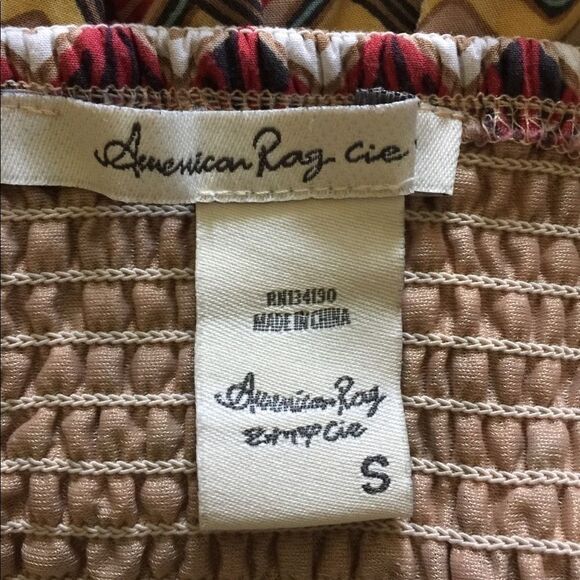 American Rag Cie
RN134190
MADE IN CHINA
American Rag
Cie
S